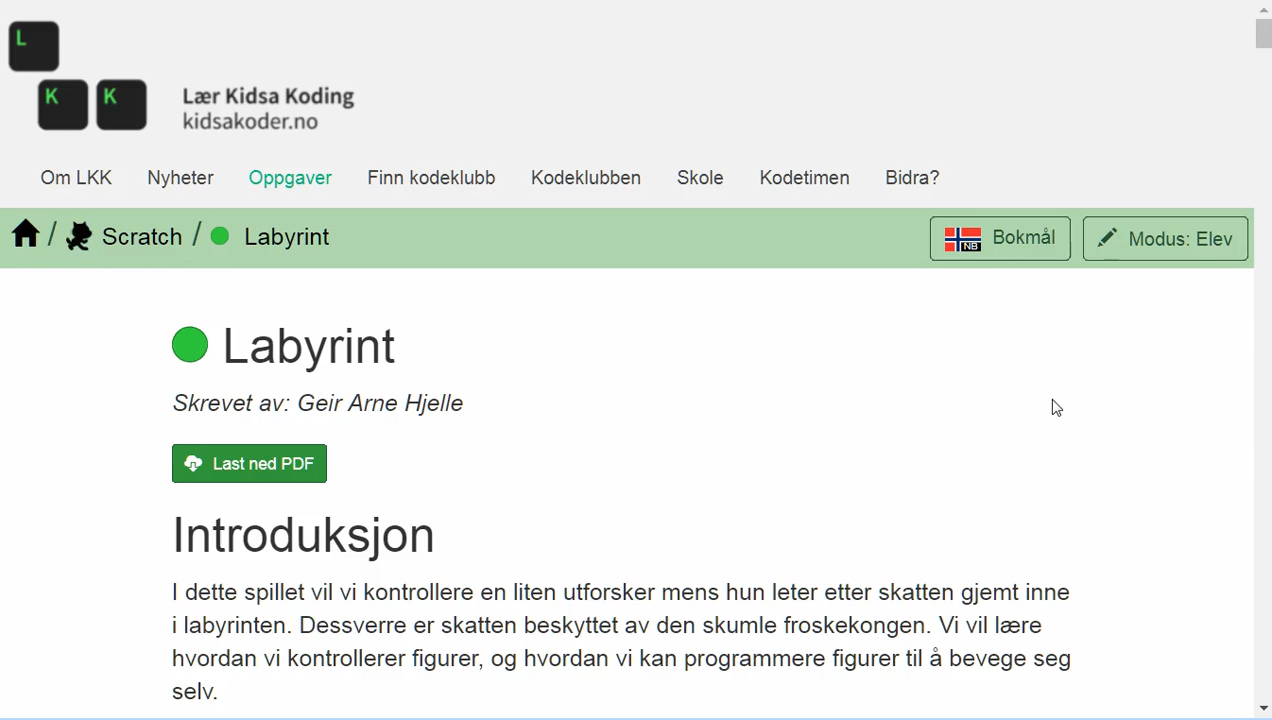 L
K K
Lær Kidsa Koding
kidsakoder.no
Om LKK Nyheter Oppgaver Finn kodeklubb Kodeklubben Skole Kodetimen Bidra?
/ Scratch / Labyrint NB Bokmål Modus: Elev
Labyrint
Skrevet av: Geir Arne Hjelle
Last ned PDF
Introduksjon
I dette spillet vil vi kontrollere en liten utforsker mens hun leter etter skatten gjemt inne
i labyrinten. Dessverre er skatten beskyttet av den skumle froskekongen. Vi vil lære
hvordan vi kontrollerer figurer, og hvordan vi kan programmere figurer til å bevege seg
selv.